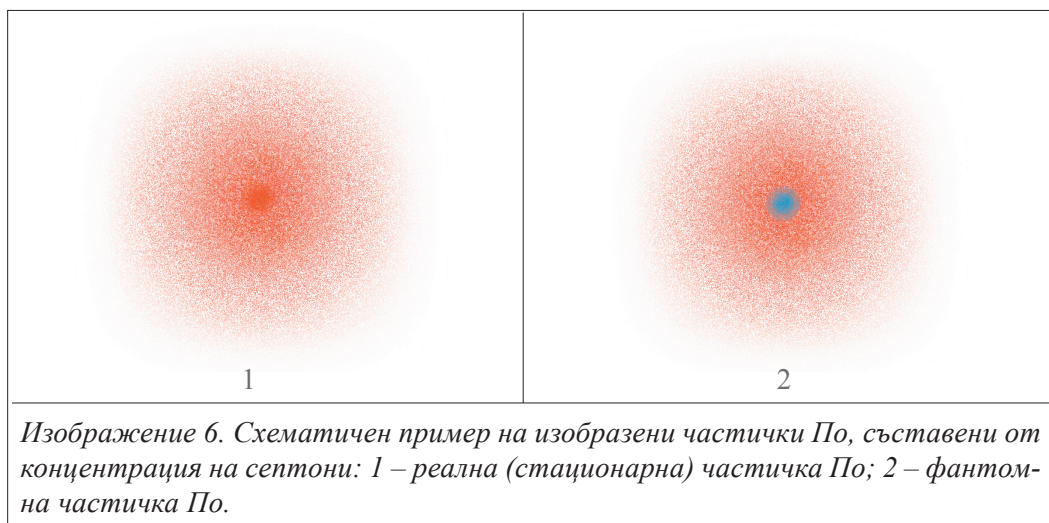 1
2
Изображение 6. Схематичен пример на изобразени частички По, съставени от
концентрация на септони: 1 – реална (стационарна) частичка По; 2 – фантом-
на частичка По.